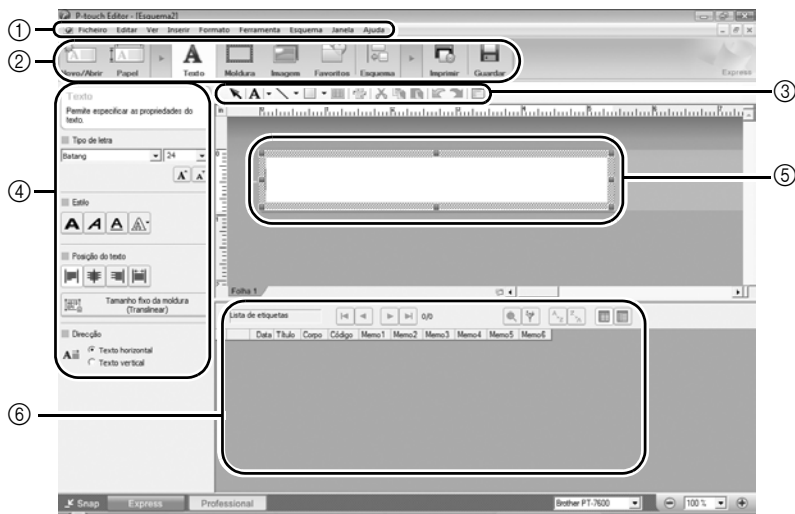 P-touch Editor - [Esquema2]
① Ficheiro Editar Ver Inserir Formato Ferramenta Esquema Janela Ajuda
② Novo/Abrir Papel Texto Moldura Imagem Favoritos Esquema Imprimir Guardar Express
③
Texto
Permite especificar as propriedades do
texto.
Tipo de letra
Batang 24
④
⑤
Estilo
Posição do texto
Tamanho fixo da moldura
(Translinear)
Direcção
Texto horizontal
Texto vertical
Folha 1
⑥
Lista de etiquetas 0/0
Data Título Corpo Código Memo1 Memo2 Memo3 Memo4 Memo5 Memo6
Snap Express Professional Brother PT-7600 100 %